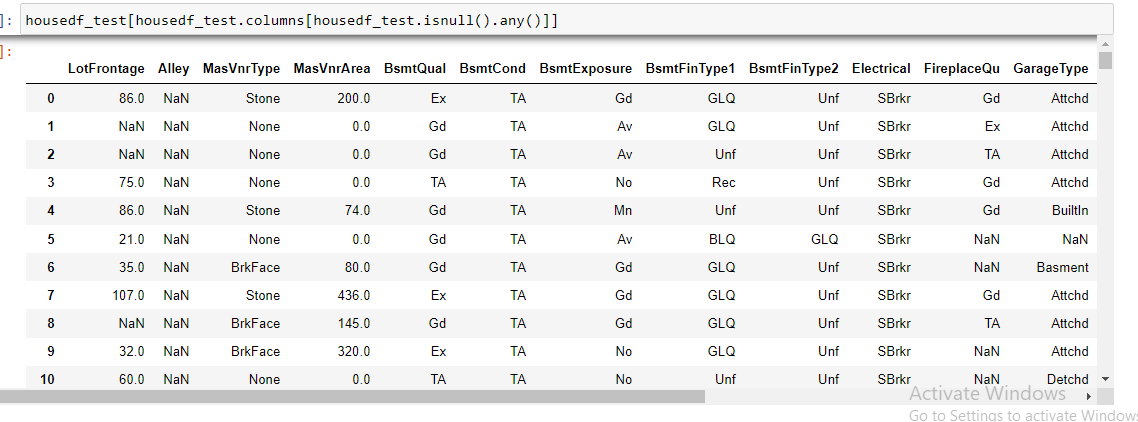 ]: housedf_test[housedf_test.columns[housedf_test.isnull().any()]]
]:
LotFrontage Alley MasVnrType MasVnrArea BsmtQual BsmtCond BsmtExposure BsmtFinType1 BsmtFinType2 Electrical FireplaceQu GarageType
0 86.0 NaN Stone 200.0 Ex TA Gd GLQ Unf SBrkr Gd Attchd
1 NaN NaN None 0.0 Gd TA Av GLQ Unf SBrkr Ex Attchd
2 NaN NaN None 0.0 Gd TA Av Unf Unf SBrkr TA Attchd
3 75.0 NaN None 0.0 TA TA No Rec Unf SBrkr Gd Attchd
4 86.0 NaN Stone 74.0 Gd TA Mn Unf Unf SBrkr Gd BuiltIn
5 21.0 NaN None 0.0 Gd TA Av BLQ GLQ SBrkr NaN NaN
6 35.0 NaN BrkFace 80.0 Gd TA Gd GLQ Unf SBrkr NaN Basment
7 107.0 NaN Stone 436.0 Ex TA Gd GLQ Unf SBrkr Gd Attchd
8 NaN NaN BrkFace 145.0 Gd TA Gd GLQ Unf SBrkr TA Attchd
9 32.0 NaN BrkFace 320.0 Ex TA No GLQ Unf SBrkr NaN Attchd
10 60.0 NaN None 0.0 TA TA No Unf Unf SBrkr NaN Detchd
Activate Windows
Go to Settings to activate Windows